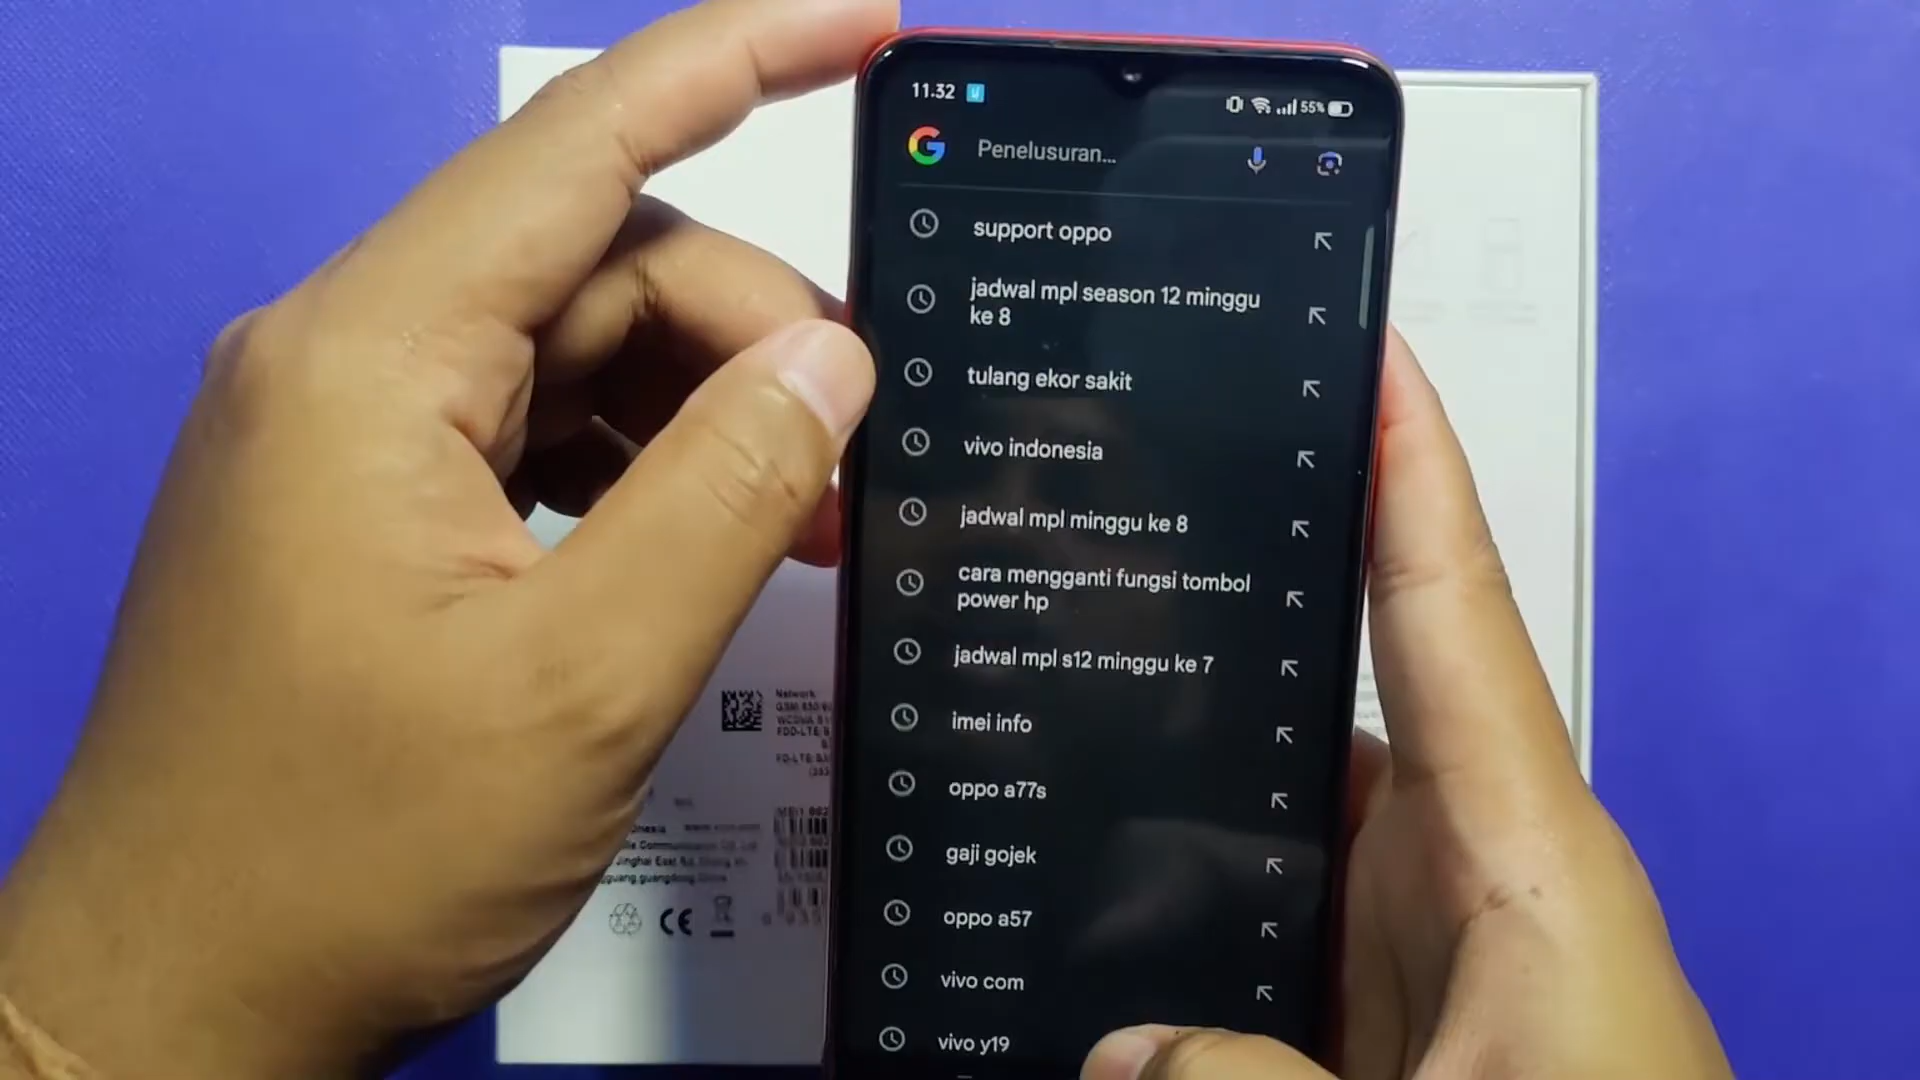 11.32
55%
Penelusuran...
support oppo
jadwal mpl season 12 minggu
ke 8
tulang ekor sakit
vivo indonesia
jadwal mpl minggu ke 8
cara mengganti fungsi tombol
power hp
jadwal mpl s12 minggu ke 7
imei info
oppo a77s
gaji gojek
oppo a57
vivo com
vivo y19
Network
CE